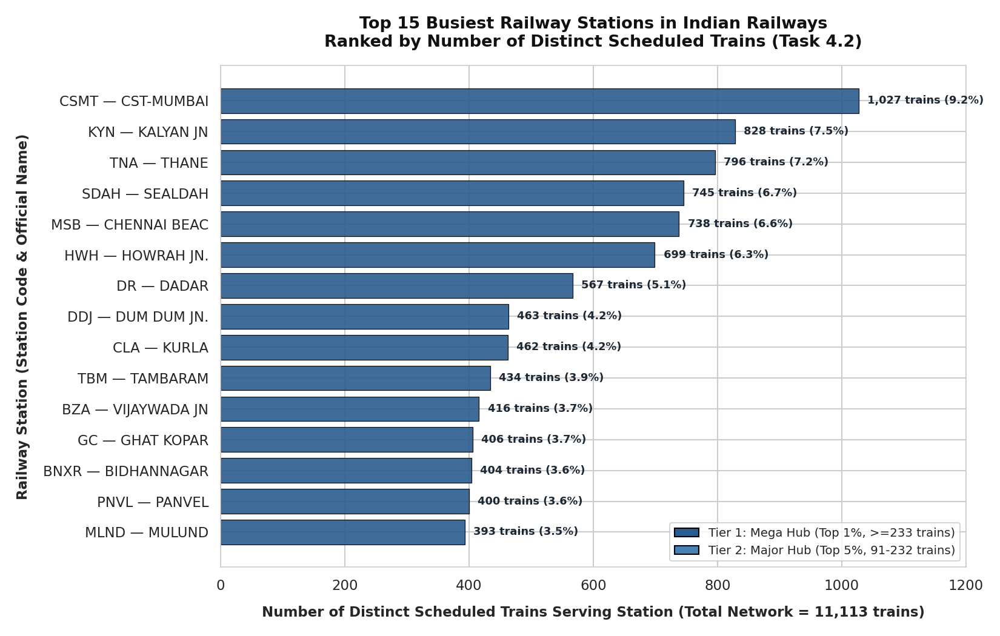 Top 15 Busiest Railway Stations in Indian Railways
Ranked by Number of Distinct Scheduled Trains (Task 4.2)
Railway Station (Station Code & Official Name)
CSMT — CST-MUMBAI 1,027 trains (9.2%)
KYN — KALYAN JN 828 trains (7.5%)
TNA — THANE 796 trains (7.2%)
SDAH — SEALDAH 745 trains (6.7%)
MSB — CHENNAI BEAC 738 trains (6.6%)
HWH — HOWRAH JN. 699 trains (6.3%)
DR — DADAR 567 trains (5.1%)
DDJ — DUM DUM JN. 463 trains (4.2%)
CLA — KURLA 462 trains (4.2%)
TBM — TAMBARAM 434 trains (3.9%)
BZA — VIJAYWADA JN 416 trains (3.7%)
GC — GHAT KOPAR 406 trains (3.7%)
BNXR — BIDHANNAGAR 404 trains (3.6%)
PNVL — PANVEL 400 trains (3.6%)
MLND — MULUND 393 trains (3.5%)
Tier 1: Mega Hub (Top 1%, >=233 trains)
Tier 2: Major Hub (Top 5%, 91-232 trains)
0 200 400 600 800 1000 1200
Number of Distinct Scheduled Trains Serving Station (Total Network = 11,113 trains)